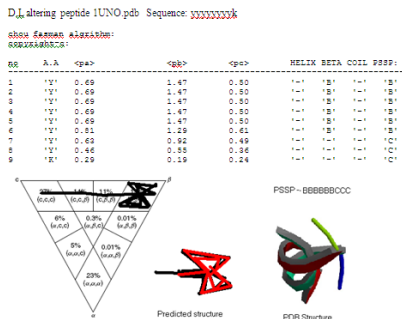 D,L altering peptide 1UNO.pdb Sequence: yyyyyyyyk
chou fasman algorithm:
no A.A <pa> <pb> <pc> HELIX BETA COIL PSSP:
1 'Y' 0.69 1.47 0.50 '-' 'B' '-' 'B'
2 'Y' 0.69 1.47 0.50 '-' 'B' '-' 'B'
3 'Y' 0.69 1.47 0.50 '-' 'B' '-' 'B'
4 'Y' 0.69 1.47 0.50 '-' 'B' '-' 'B'
5 'Y' 0.69 1.47 0.50 '-' 'B' '-' 'B'
6 'Y' 0.81 1.29 0.61 '-' 'B' '-' 'B'
7 'Y' 0.63 0.92 0.49 '-' '-' '-' 'C'
8 'Y' 0.46 0.55 0.36 '-' '-' '-' 'C'
9 'K' 0.29 0.19 0.24 '-' '-' '-' 'C'
c β
11%
(c,c,c) (c,c,β) (c,β,β)
PSSP~BBBBBBCCC
6% 0.3% 0.01%
(α,c,c) (α,β,c) (α,β,β)
5% 0.01%
(α,α,c) (α,α,β)
23%
(α,α,α)
α
Predicted structure
PDB Structure